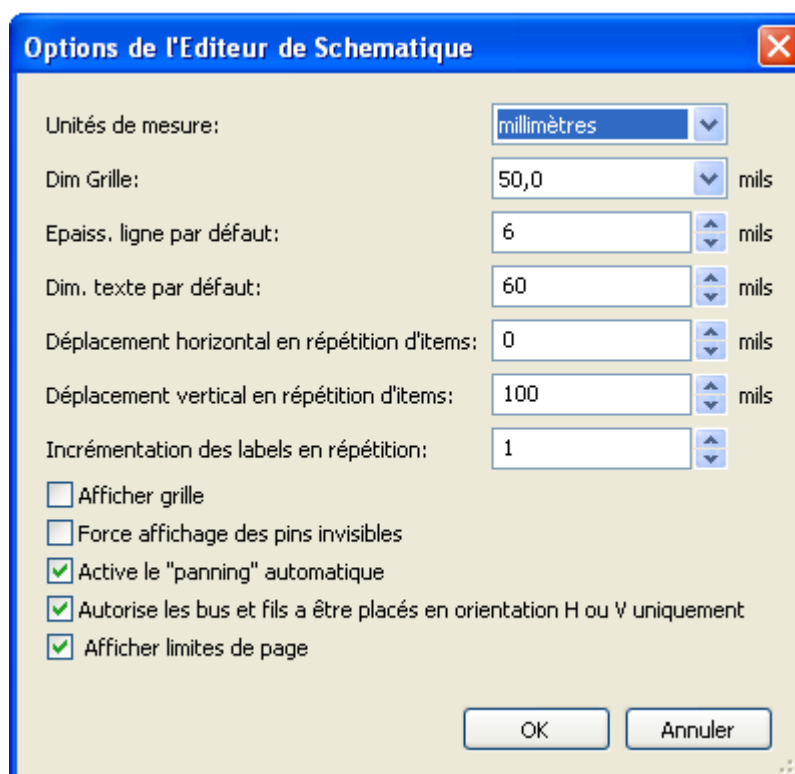 Options de l'Editeur de Schematique
Unités de mesure: millimètres
Dim Grille: 50,0 mils
Epaiss. ligne par défaut: 6 mils
Dim. texte par défaut: 60 mils
Déplacement horizontal en répétition d'items: 0 mils
Déplacement vertical en répétition d'items: 100 mils
Incrémentation des labels en répétition: 1
Afficher grille
Force affichage des pins invisibles
Active le "panning" automatique
Autorise les bus et fils a être placés en orientation H ou V uniquement
Afficher limites de page
OK Annuler